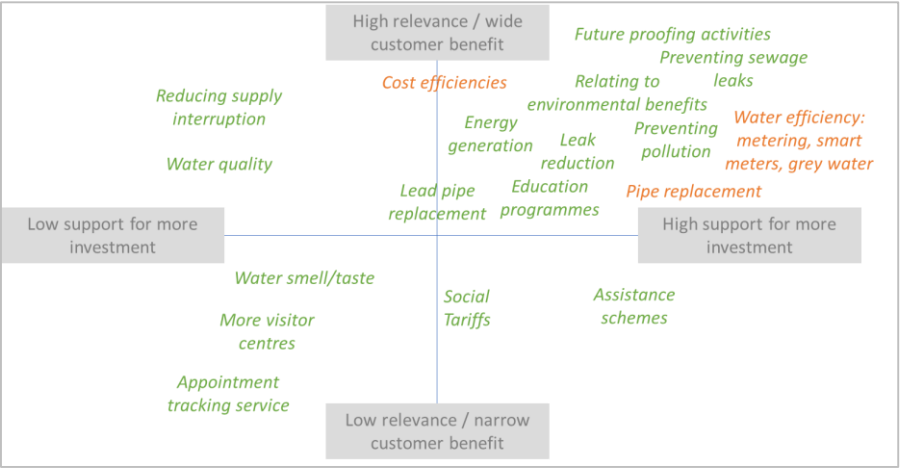 High relevance / wide
customer benefit
Future proofing activities
Preventing sewage
leaks
Cost efficiencies
Relating to
environmental benefits
Reducing supply
interruption
Energy
generation
Leak
reduction
Preventing
pollution
Water efficiency:
metering, smart
meters, grey water
Water quality
Lead pipe
replacement
Education
programmes
Pipe replacement
Low support for more
investment
High support for more
investment
Water smell/taste
Social
Tariffs
Assistance
schemes
More visitor
centres
Appointment
tracking service
Low relevance / narrow
customer benefit